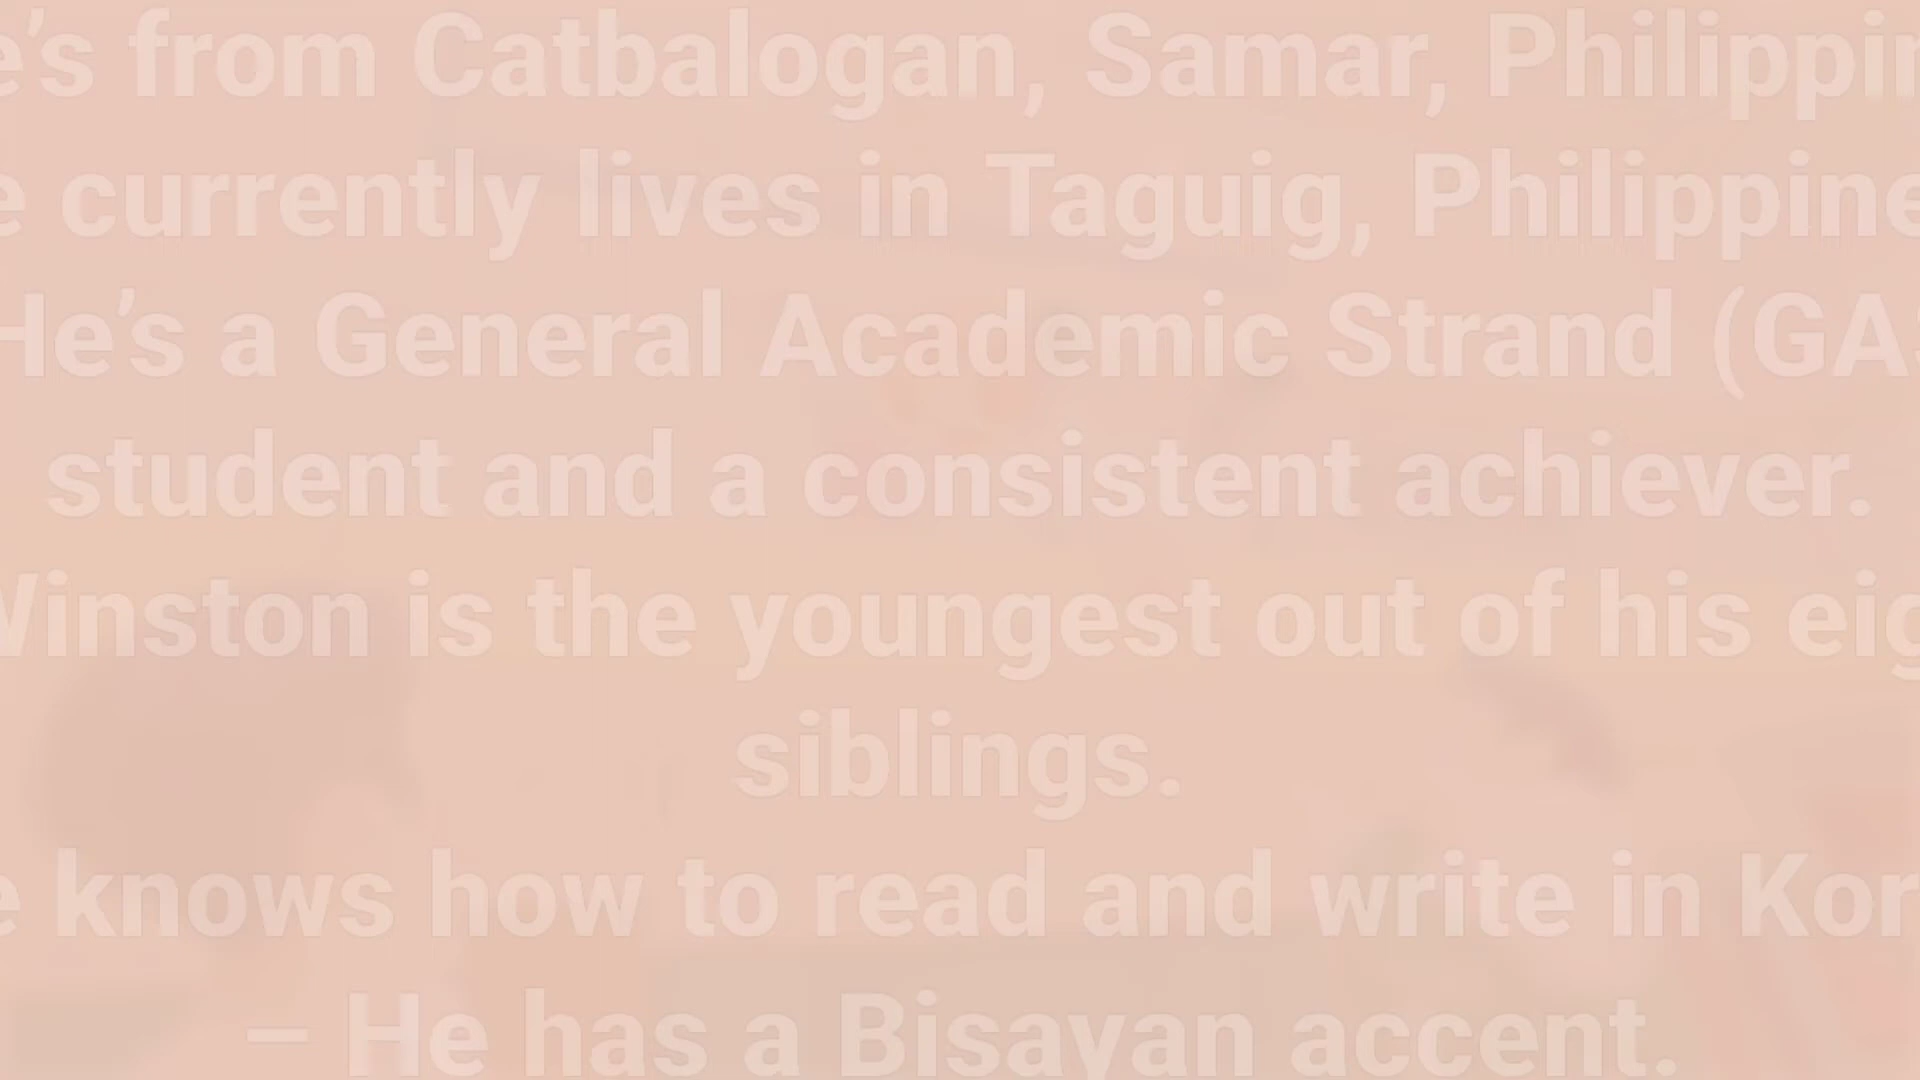 e's from Catbalogan, Samar, Philippin
e currently lives in Taguig, Philippine
He's a General Academic Strand (GAS
student and a consistent achiever.
Winston is the youngest out of his eig
siblings.
e knows how to read and write in Kor
– He has a Bisayan accent.